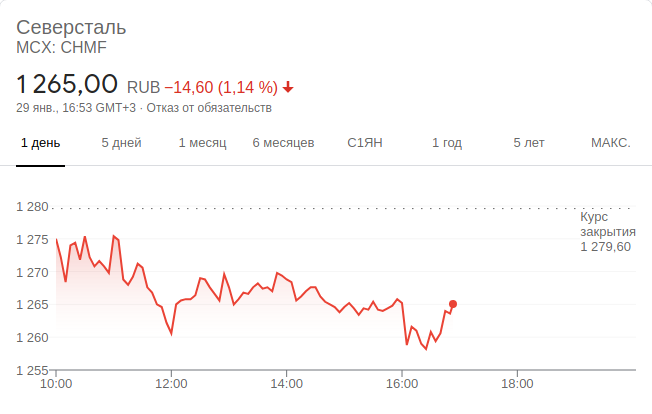 Северсталь
MCX: CHMF
1 265,00 RUB −14,60 (1,14 %)
29 янв., 16:53 GMT+3 · Отказ от обязательств
1 день 5 дней 1 месяц 6 месяцев С1ЯН 1 год 5 лет МАКС.
1 280
Курс
закрытия
1 279,60
1 275
1 270
1 265
1 260
1 255
10:00 12:00 14:00 16:00 18:00